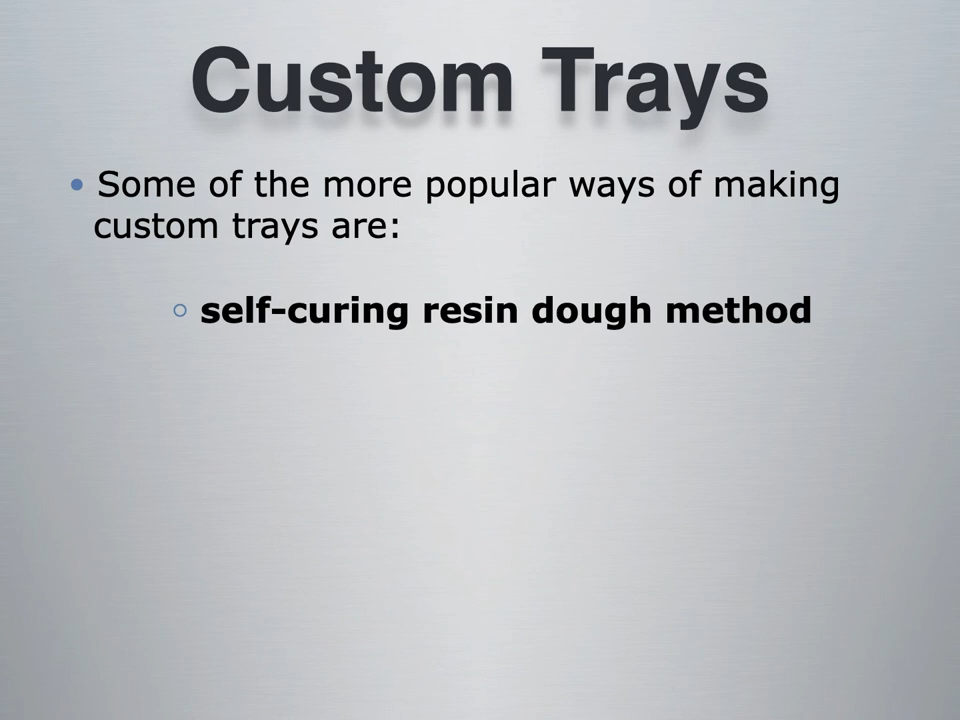 Custom Trays
• Some of the more popular ways of making
custom trays are:
○ self-curing resin dough method